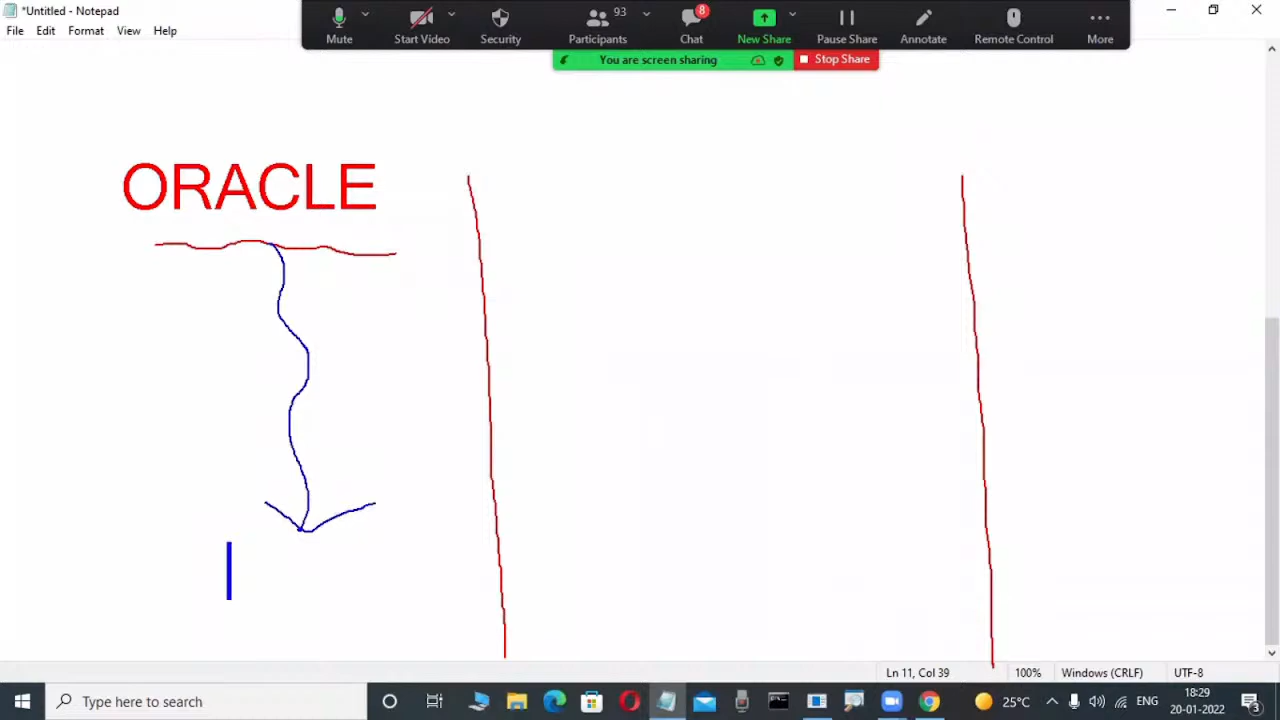 *Untitled - Notepad
File Edit Format View Help
93
8
Mute Start Video Security Participants Chat New Share Pause Share Annotate Remote Control More
You are screen sharing Stop Share
ORACLE
Ln 11, Col 39 100% Windows (CRLF) UTF-8
Type here to search
25°C ENG
18:29
20-01-2022
3